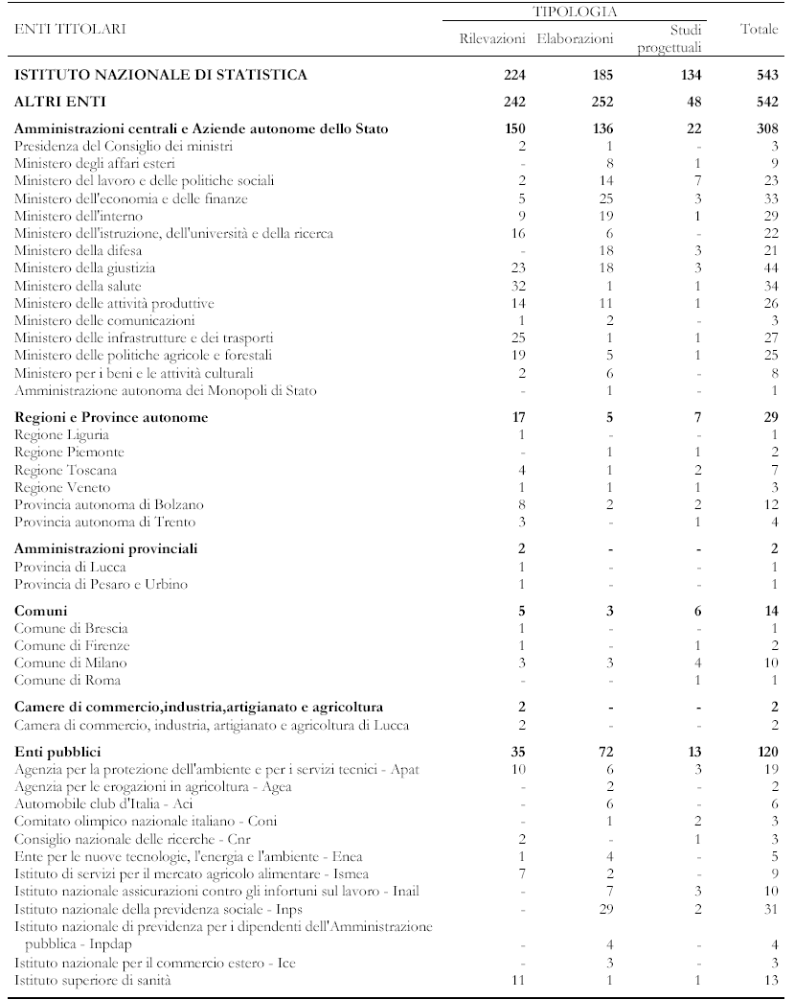 TIPOLOGIA
ENTI TITOLARI Rilevazioni Elaborazioni Studi progettuali Totale
ISTITUTO NAZIONALE DI STATISTICA 224 185 134 543
ALTRI ENTI 242 252 48 542
Amministrazioni centrali e Aziende autonome dello Stato 150 136 22 308
Presidenza del Consiglio dei ministri 2 1 - 3
Ministero degli affari esteri - 8 1 9
Ministero del lavoro e delle politiche sociali 2 14 7 23
Ministero dell'economia e delle finanze 5 25 3 33
Ministero dell'interno 9 19 1 29
Ministero dell'istruzione, dell'università e della ricerca 16 6 - 22
Ministero della difesa - 18 3 21
Ministero della giustizia 23 18 3 44
Ministero della salute 32 1 1 34
Ministero delle attività produttive 14 11 1 26
Ministero delle comunicazioni 1 2 - 3
Ministero delle infrastrutture e dei trasporti 25 1 1 27
Ministero delle politiche agricole e forestali 19 5 1 25
Ministero per i beni e le attività culturali 2 6 - 8
Amministrazione autonoma dei Monopoli di Stato - 1 - 1
Regioni e Province autonome 17 5 7 29
Regione Liguria 1 - - 1
Regione Piemonte - 1 1 2
Regione Toscana 4 1 2 7
Regione Veneto 1 1 1 3
Provincia autonoma di Bolzano 8 2 2 12
Provincia autonoma di Trento 3 - 1 4
Amministrazioni provinciali 2 - - 2
Provincia di Lucca 1 - - 1
Provincia di Pesaro e Urbino 1 - - 1
Comuni 5 3 6 14
Comune di Brescia 1 - - 1
Comune di Firenze 1 - 1 2
Comune di Milano 3 3 4 10
Comune di Roma - - 1 1
Camere di commercio,industria,artigianato e agricoltura 2 - - 2
Camera di commercio, industria, artigianato e agricoltura di Lucca 2 - - 2
Enti pubblici 35 72 13 120
Agenzia per la protezione dell'ambiente e per i servizi tecnici - Apat 10 6 3 19
Agenzia per le erogazioni in agricoltura - Agea - 2 - 2
Automobile club d'Italia - Aci - 6 - 6
Comitato olimpico nazionale italiano - Coni - 1 2 3
Consiglio nazionale delle ricerche - Cnr 2 - 1 3
Ente per le nuove tecnologie, l'energia e l'ambiente - Enea 1 4 - 5
Istituto di servizi per il mercato agricolo alimentare - Ismea 7 2 - 9
Istituto nazionale assicurazioni contro gli infortuni sul lavoro - Inail - 7 3 10
Istituto nazionale della previdenza sociale - Inps - 29 2 31
Istituto nazionale di previdenza per i dipendenti dell'Amministrazione
pubblica - Inpdap - 4 - 4
Istituto nazionale per il commercio estero - Ice - 3 - 3
Istituto superiore di sanità 11 1 1 13